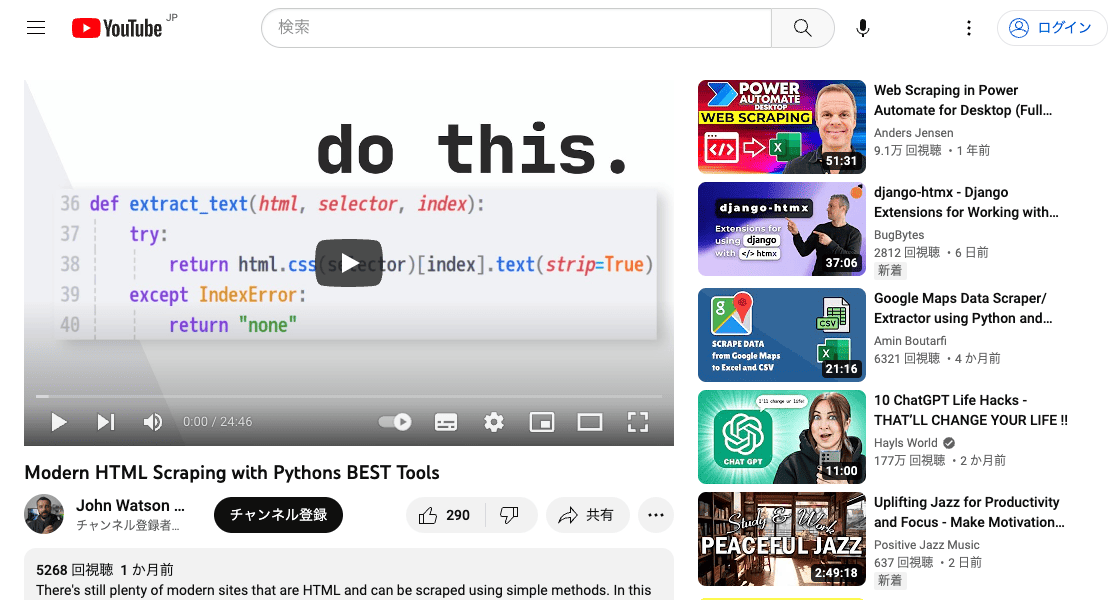 YouTube JP
検索
ログイン
do this.
36 def extract_text(html, selector, index):
37 try:
38 return html.css(selector)[index].text(strip=True)
39 except IndexError:
40 return "none"
0:00 / 24:46
Modern HTML Scraping with Pythons BEST Tools
John Watson ...
チャンネル登録者...
チャンネル登録
290
共有
5268 回視聴 1 か月前
There's still plenty of modern sites that are HTML and can be scraped using simple methods. In this
POWER
AUTOMATE
DESKTOP
WEB SCRAPING
</>
X
51:31
Web Scraping in Power
Automate for Desktop (Full...
Anders Jensen
9.1万 回視聴 ・1 年前
django-htmx
Extensions for
using django
with </> htmx
37:06
django-htmx - Django
Extensions for Working with...
BugBytes
2812 回視聴 ・6 日前
新着
g
CSV
X
SCRAPE DATA
from Google Maps
to Excel and CSV
21:16
Google Maps Data Scraper/
Extractor using Python and...
Amin Boutarfi
6321 回視聴 ・4 か月前
I'll change ur life!
CHAT GPT
11:00
10 ChatGPT Life Hacks -
THAT'LL CHANGE YOUR LIFE !!
Hayls World
177万 回視聴 ・2 か月前
Study & Work
PEACEFUL JAZZ
2:49:18
Uplifting Jazz for Productivity
and Focus - Make Motivation...
Positive Jazz Music
637 回視聴 ・2 日前
新着